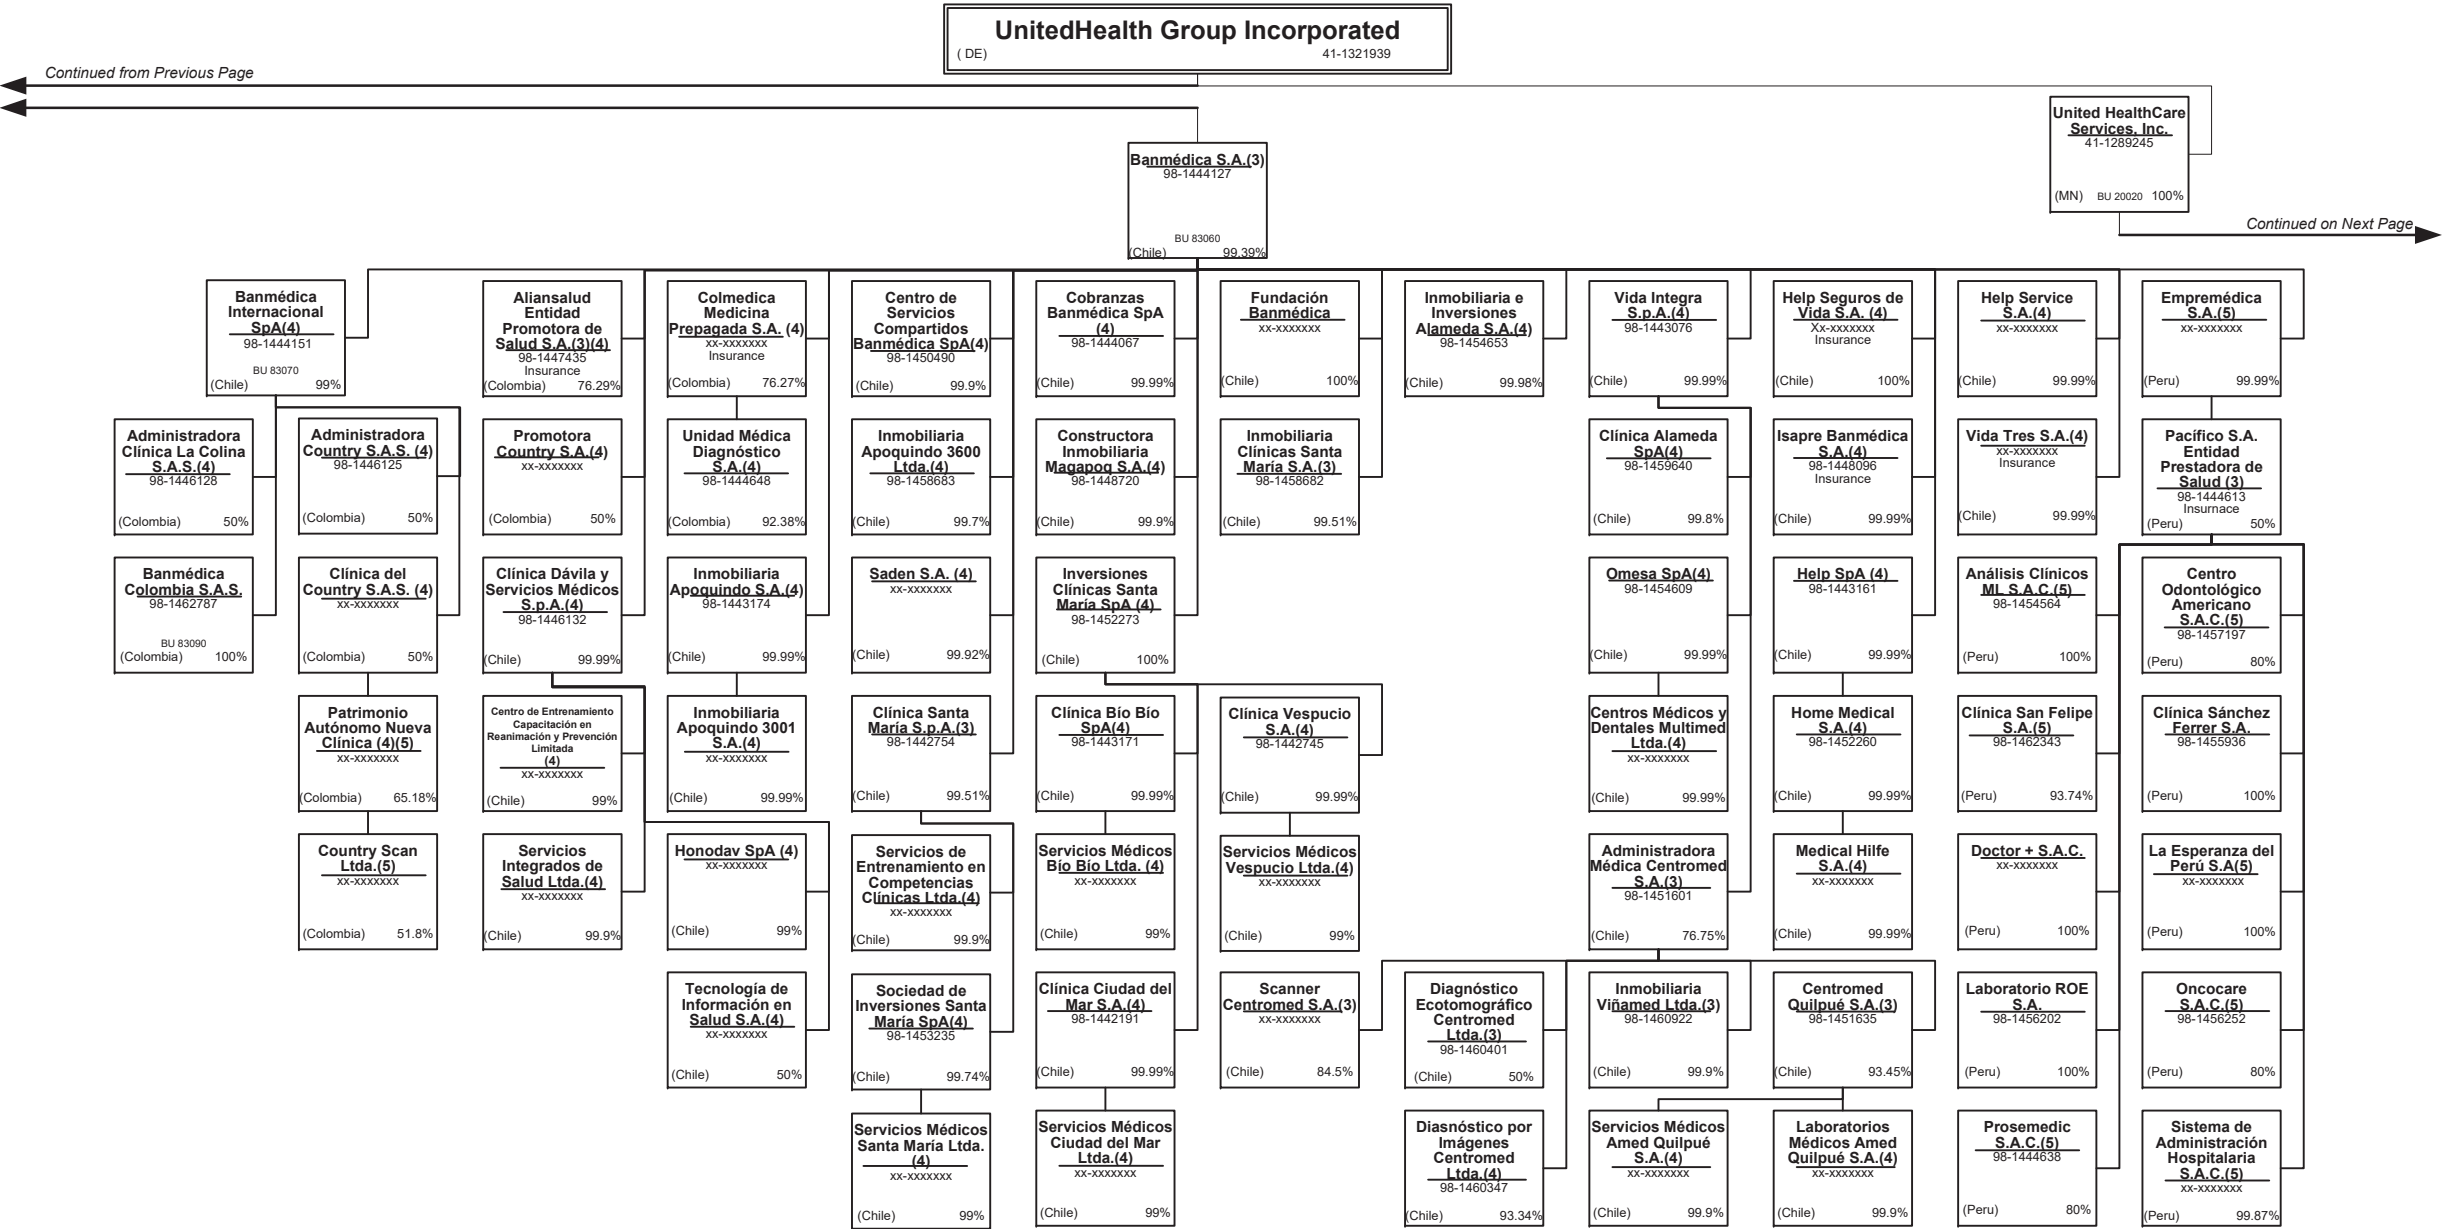 UnitedHealth Group Incorporated
( DE) 41-1321939
Continued from Previous Page
United HealthCare
Services, Inc.
41-1289245
(MN) BU 20020 100%
Continued on Next Page
Banmédica S.A.(3)
98-1444127
BU 83060
(Chile) 99.39%
Banmédica
Internacional
SpA(4)
98-1444151
BU 83070
(Chile) 99%
Aliansalud
Entidad
Promotora de
Salud S.A.(3)(4)
98-1447435
Insurance
(Colombia) 76.29%
Colmedica
Medicina
Prepagada S.A. (4)
xx-xxxxxxx
Insurance
(Colombia) 76.27%
Centro de
Servicios
Compartidos
Banmédica SpA(4)
98-1450490
(Chile) 99.9%
Cobranzas
Banmédica SpA
(4)
98-1444067
(Chile) 99.99%
Fundación
Banmédica
xx-xxxxxxx
(Chile) 100%
Inmobiliaria e
Inversiones
Alameda S.A.(4)
98-1454653
(Chile) 99.98%
Vida Integra
S.p.A.(4)
98-1443076
(Chile) 99.99%
Help Seguros de
Vida S.A. (4)
Xx-xxxxxxx
Insurance
(Chile) 100%
Help Service
S.A.(4)
xx-xxxxxxx
(Chile) 99.99%
Empremédica
S.A.(5)
xx-xxxxxxx
(Peru) 99.99%
Administradora
Clínica La Colina
S.A.S.(4)
98-1446128
(Colombia) 50%
Administradora
Country S.A.S. (4)
98-1446125
(Colombia) 50%
Promotora
Country S.A.(4)
xx-xxxxxxx
(Colombia) 50%
Unidad Médica
Diagnóstico
S.A.(4)
98-1444648
(Colombia) 92.38%
Inmobiliaria
Apoquindo 3600
Ltda.(4)
98-1458683
(Chile) 99.7%
Constructora
Inmobiliaria
Magapoq S.A.(4)
98-1448720
(Chile) 99.9%
Inmobiliaria
Clínicas Santa
María S.A.(3)
98-1458682
(Chile) 99.51%
Clínica Alameda
SpA(4)
98-1459640
(Chile) 99.8%
Isapre Banmédica
S.A.(4)
98-1448096
Insurance
(Chile) 99.99%
Vida Tres S.A.(4)
xx-xxxxxxx
Insurance
(Chile) 99.99%
Pacífico S.A.
Entidad
Prestadora de
Salud (3)
98-1444613
Insurnace
(Peru) 50%
Banmédica
Colombia S.A.S.
98-1462787
BU 83090
(Colombia) 100%
Clínica del
Country S.A.S. (4)
xx-xxxxxxx
(Colombia) 50%
Clínica Dávila y
Servicios Médicos
S.p.A.(4)
98-1446132
(Chile) 99.99%
Inmobiliaria
Apoquindo S.A.(4)
98-1443174
(Chile) 99.99%
Saden S.A. (4)
xx-xxxxxxx
(Chile) 99.92%
Inversiones
Clínicas Santa
María SpA (4)
98-1452273
(Chile) 100%
Omesa SpA(4)
98-1454609
(Chile) 99.99%
Help SpA (4)
98-1443161
(Chile) 99.99%
Análisis Clínicos
ML S.A.C.(5)
98-1454564
(Peru) 100%
Centro
Odontológico
Americano
S.A.C.(5)
98-1457197
(Peru) 80%
Patrimonio
Autónomo Nueva
Clínica (4)(5)
xx-xxxxxxx
(Colombia) 65.18%
Centro de Entrenamiento
Capacitación en
Reanimación y Prevención
Limitada
(4)
xx-xxxxxxx
(Chile) 99%
Inmobiliaria
Apoquindo 3001
S.A.(4)
xx-xxxxxxx
(Chile) 99.99%
Clínica Santa
María S.p.A.(3)
98-1442754
(Chile) 99.51%
Clínica Bío Bío
SpA(4)
98-1443171
(Chile) 99.99%
Clínica Vespucio
S.A.(4)
98-1442745
(Chile) 99.99%
Centros Médicos y
Dentales Multimed
Ltda.(4)
xx-xxxxxxx
(Chile) 99.99%
Home Medical
S.A.(4)
98-1452260
(Chile) 99.99%
Clínica San Felipe
S.A.(5)
98-1462343
(Peru) 93.74%
Clínica Sánchez
Ferrer S.A.
98-1455936
(Peru) 100%
Country Scan
Ltda.(5)
xx-xxxxxxx
(Colombia) 51.8%
Servicios
Integrados de
Salud Ltda.(4)
xx-xxxxxxx
(Chile) 99.9%
Honodav SpA (4)
xx-xxxxxxx
(Chile) 99%
Servicios de
Entrenamiento en
Competencias
Clínicas Ltda.(4)
xx-xxxxxxx
(Chile) 99.9%
Servicios Médicos
Bío Bío Ltda. (4)
xx-xxxxxxx
(Chile) 99%
Servicios Médicos
Vespucio Ltda.(4)
xx-xxxxxxx
(Chile) 99%
Administradora
Médica Centromed
S.A.(3)
98-1451601
(Chile) 76.75%
Medical Hilfe
S.A.(4)
xx-xxxxxxx
(Chile) 99.99%
Doctor + S.A.C.
xx-xxxxxxx
(Peru) 100%
La Esperanza del
Perú S.A(5)
xx-xxxxxxx
(Peru) 100%
Tecnología de
Información en
Salud S.A.(4)
xx-xxxxxxx
(Chile) 50%
Sociedad de
Inversiones Santa
María SpA(4)
98-1453235
(Chile) 99.74%
Clínica Ciudad del
Mar S.A.(4)
98-1442191
(Chile) 99.99%
Scanner
Centromed S.A.(3)
xx-xxxxxxx
(Chile) 84.5%
Diagnóstico
Ecotomográfico
Centromed
Ltda.(3)
98-1460401
(Chile) 50%
Inmobiliaria
Viñamed Ltda.(3)
98-1460922
(Chile) 99.9%
Centromed
Quilpué S.A.(3)
98-1451635
(Chile) 93.45%
Laboratorio ROE
S.A.
98-1456202
(Peru) 100%
Oncocare
S.A.C.(5)
98-1456252
(Peru) 80%
Servicios Médicos
Santa María Ltda.
(4)
xx-xxxxxxx
(Chile) 99%
Servicios Médicos
Ciudad del Mar
Ltda.(4)
xx-xxxxxxx
(Chile) 99%
Diasnóstico por
Imágenes
Centromed
Ltda.(4)
98-1460347
(Chile) 93.34%
Servicios Médicos
Amed Quilpué
S.A.(4)
xx-xxxxxxx
(Chile) 99.9%
Laboratorios
Médicos Amed
Quilpué S.A.(4)
xx-xxxxxxx
(Chile) 99.9%
Prosemedic
S.A.C.(5)
98-1444638
(Peru) 80%
Sistema de
Administración
Hospitalaria
S.A.C.(5)
xx-xxxxxxx
(Peru) 99.87%